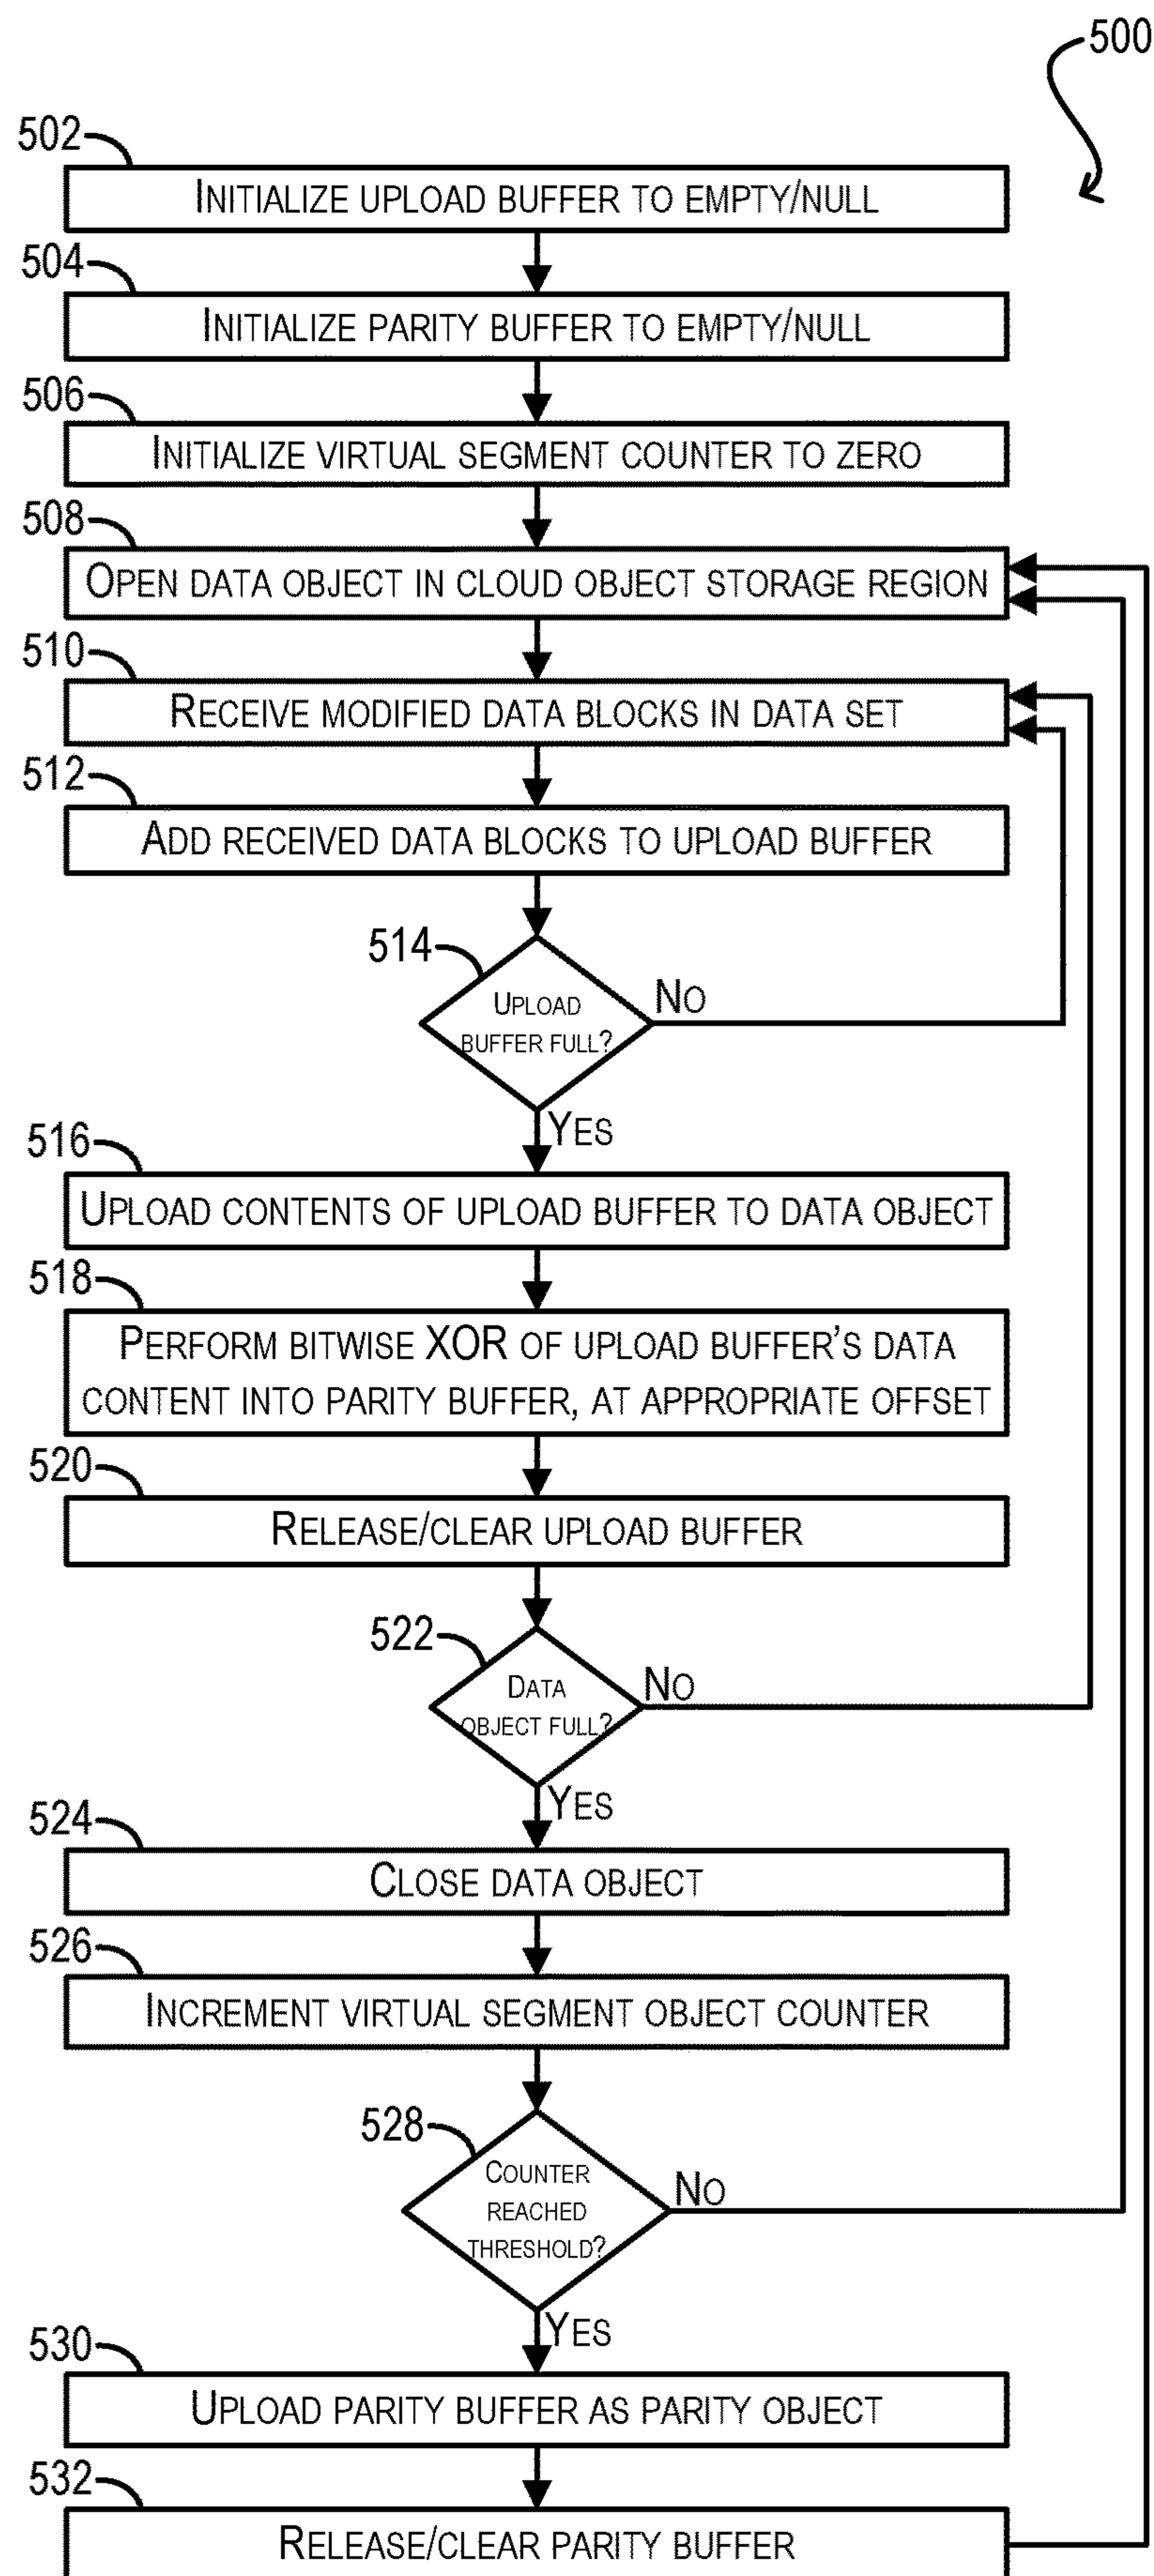 500
502
INITIALIZE UPLOAD BUFFER TO EMPTY/NULL
504
INITIALIZE PARITY BUFFER TO EMPTY/NULL
506
INITIALIZE VIRTUAL SEGMENT COUNTER TO ZERO
508
OPEN DATA OBJECT IN CLOUD OBJECT STORAGE REGION
510
RECEIVE MODIFIED DATA BLOCKS IN DATA SET
512
ADD RECEIVED DATA BLOCKS TO UPLOAD BUFFER
514
UPLOAD
BUFFER FULL?
NO
YES
516
UPLOAD CONTENTS OF UPLOAD BUFFER TO DATA OBJECT
518
PERFORM BITWISE XOR OF UPLOAD BUFFER'S DATA
CONTENT INTO PARITY BUFFER, AT APPROPRIATE OFFSET
520
RELEASE/CLEAR UPLOAD BUFFER
522
DATA
OBJECT FULL?
NO
YES
524
CLOSE DATA OBJECT
526
INCREMENT VIRTUAL SEGMENT OBJECT COUNTER
528
COUNTER
REACHED
THRESHOLD?
NO
YES
530
UPLOAD PARITY BUFFER AS PARITY OBJECT
532
RELEASE/CLEAR PARITY BUFFER